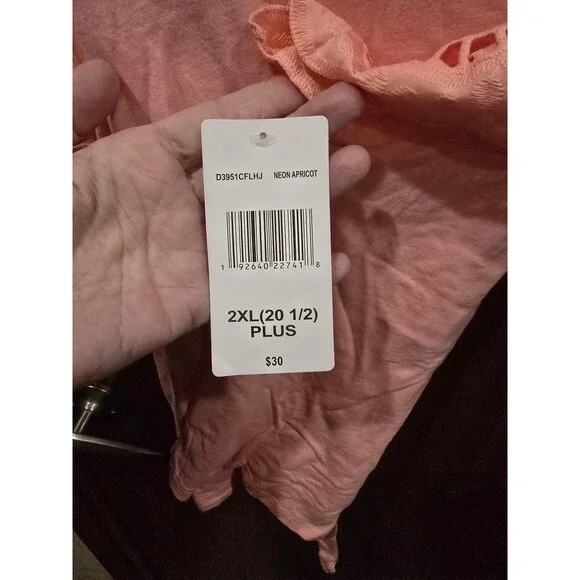 D3951CFLHJ NEON APRICOT
1 92640 22741 8
2XL(20 1/2)
PLUS
$30